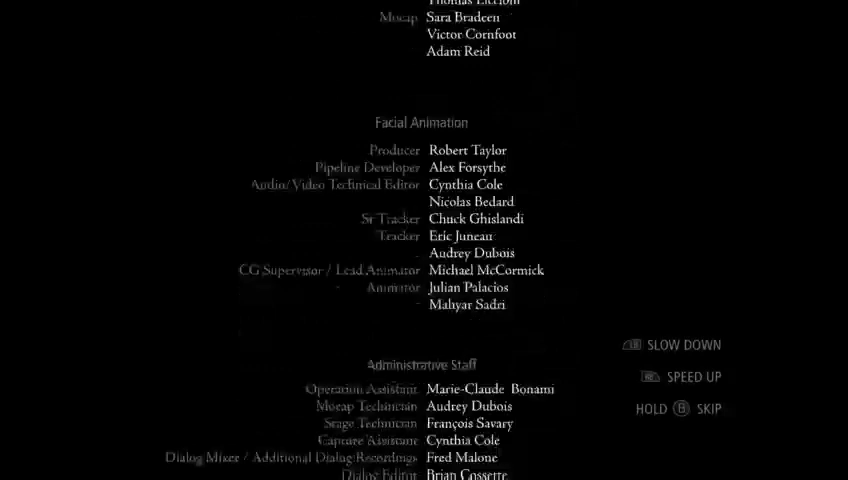 Mocap Sara Bradeen
Victor Cornfoot
Adam Reid
Facial Animation
Producer Robert Taylor
Pipeline Developer Alex Forsythe
Audio/Video Technical Editor Cynthia Cole
Nicolas Bedard
Sr Tracker Chuck Ghislandi
Tracker Eric Juneau
Audrey Dubois
CG Supervisor / Lead Animator Michael McCormick
Animator Julian Palacios
Mahyar Sadri
SLOW DOWN
Administrative Staff
SPEED UP
Operation Assistant Marie-Claude Bonami
Mocap Technician Audrey Dubois
HOLD B SKIP
Stage Technician François Savary
Capture Assistant Cynthia Cole
Dialog Mixer / Additional Dialog Recordings Fred Malone
Dialog Editor Brian Cossette